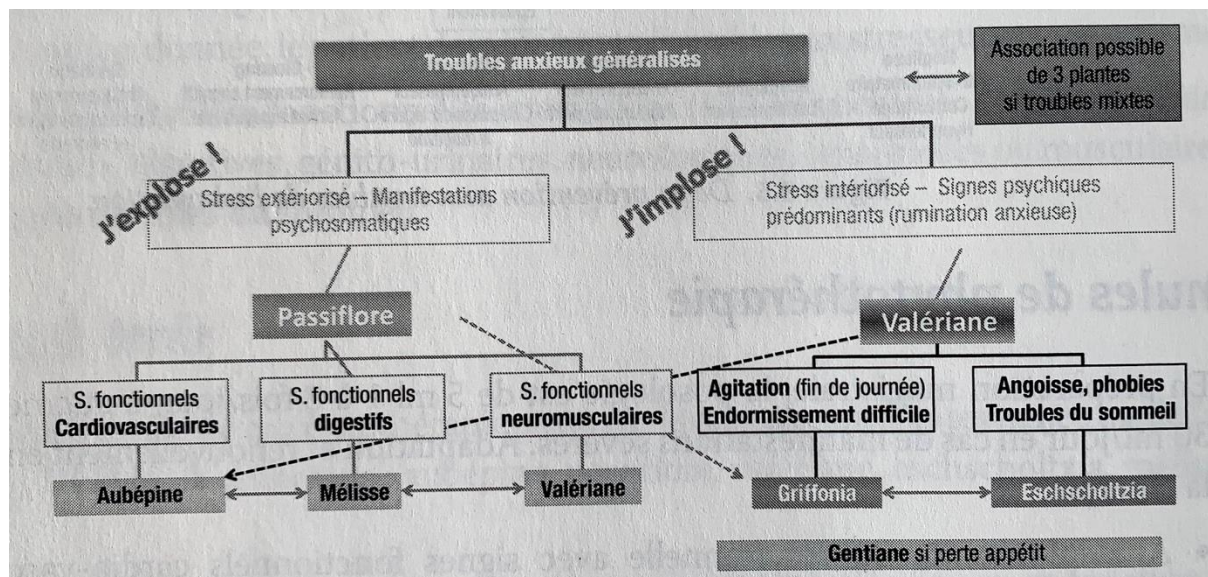 Troubles anxieux généralisés
Association possible
de 3 plantes
si troubles mixtes
J'explose !
Stress extériorisé – Manifestations
psychosomatiques
J'implose !
Stress intériorisé – Signes psychiques
prédominants (rumination anxieuse)
Passiflore
Valériane
S. fonctionnels
Cardiovasculaires
S. fonctionnels
digestifs
S. fonctionnels
neuromusculaires
Agitation (fin de journée)
Endormissement difficile
Angoisse, phobies
Troubles du sommeil
Aubépine
Mélisse
Valériane
Griffonia
Eschscholtzia
Gentiane si perte appétit